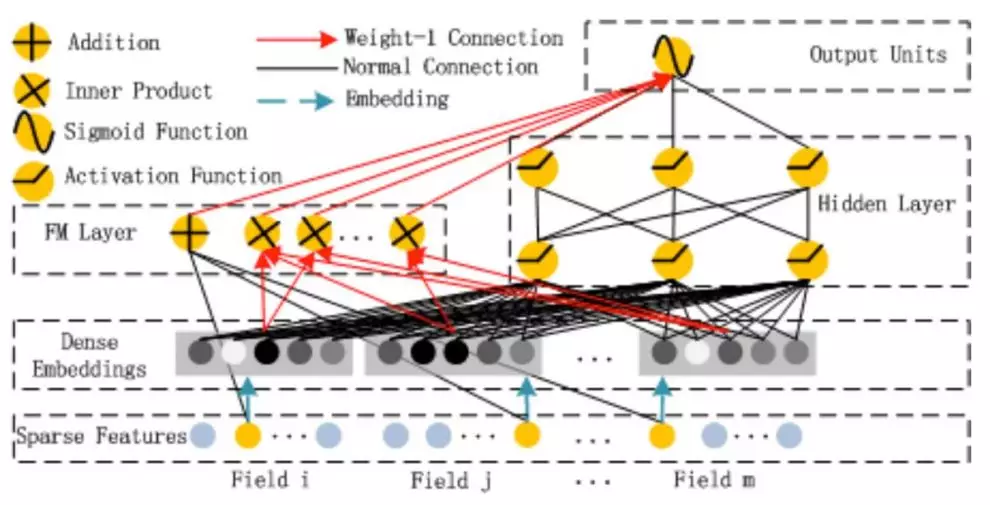 Addition
Inner Product
Sigmoid Function
Activation Function
Weight-1 Connection
Normal Connection
Embedding
Output Units
FM Layer
...
Hidden Layer
Dense
Embeddings
...
Sparse Features
...
...
...
...
Field i
Field j
...
Field m